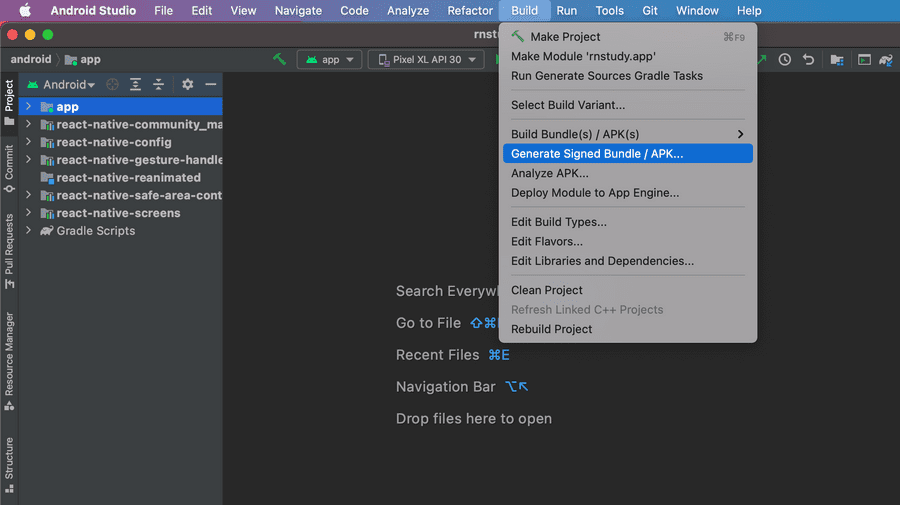 Android Studio File Edit View Navigate Code Analyze Refactor Build Run Tools Git Window Help
android app
app
Pixel XL API 30
Android
Project
Commit
Pull Requests
Resource Manager
Structure
app
react-native-community_ma
react-native-config
react-native-gesture-handle
react-native-reanimated
react-native-safe-area-cont
react-native-screens
Gradle Scripts
Make Project ⌘F9
Make Module 'rnstudy.app'
Run Generate Sources Gradle Tasks
Select Build Variant...
Build Bundle(s) / APK(s)
Generate Signed Bundle / APK...
Analyze APK...
Deploy Module to App Engine...
Edit Build Types...
Edit Flavors...
Edit Libraries and Dependencies...
Clean Project
Refresh Linked C++ Projects
Rebuild Project
Search
Go to File ⇧⌘
Recent Files ⌘E
Navigation Bar ⌥↖
Drop files here to open